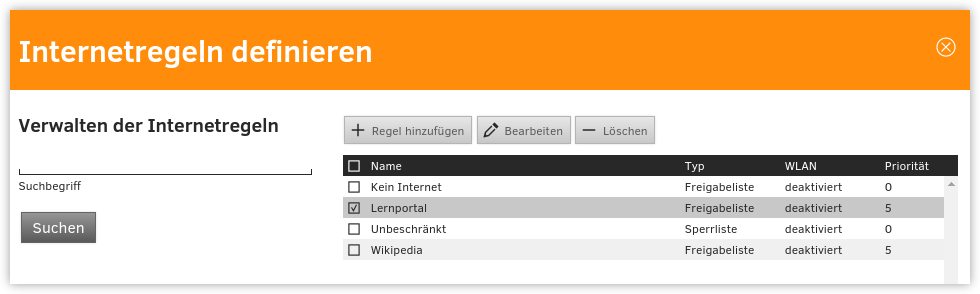 Internetregeln definieren
Verwalten der Internetregeln
Suchbegriff
Suchen
Regel hinzufügen Bearbeiten Löschen
Name Typ WLAN Priorität
Kein Internet Freigabeliste deaktiviert 0
Lernportal Freigabeliste deaktiviert 5
Unbeschränkt Sperrliste deaktiviert 0
Wikipedia Freigabeliste deaktiviert 5